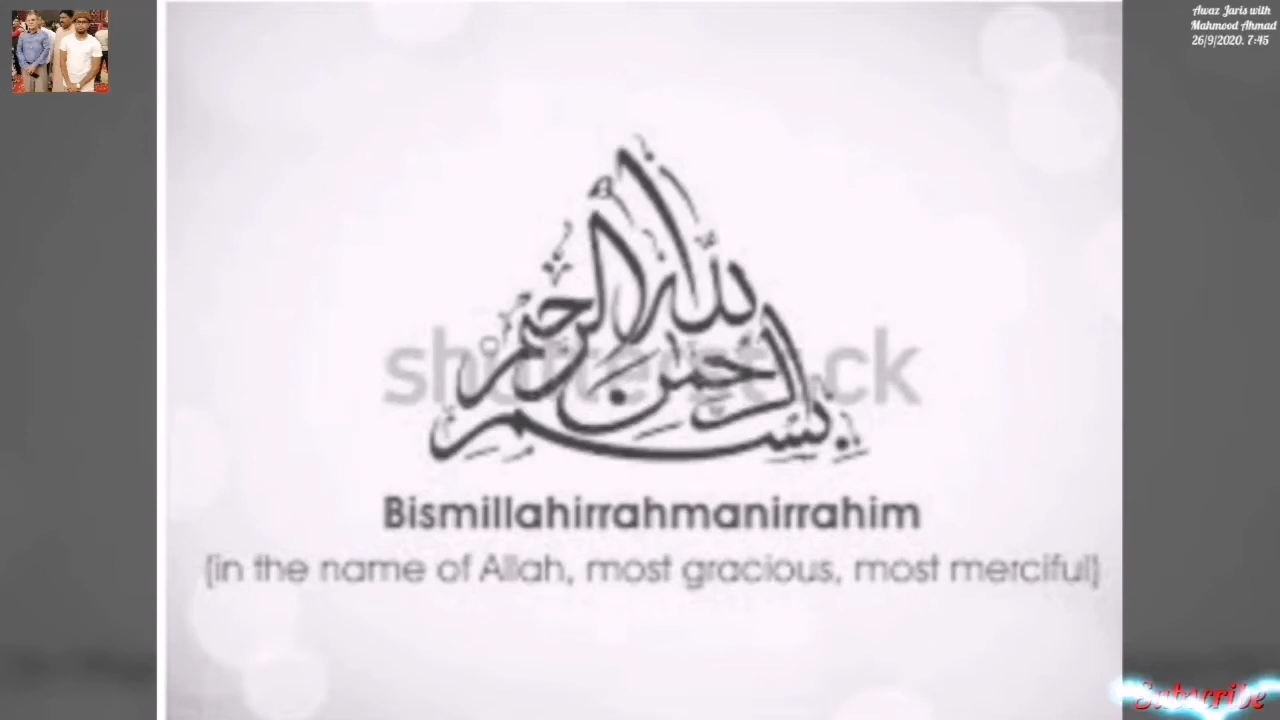 Awaz Jaris with
Mahmood Ahmad
26/9/2020. 7:45
بسم الله الرحمن الرحيم
shutterstock
Bismillahirrahmanirrahim
(in the name of Allah, most gracious, most merciful)
Subscribe